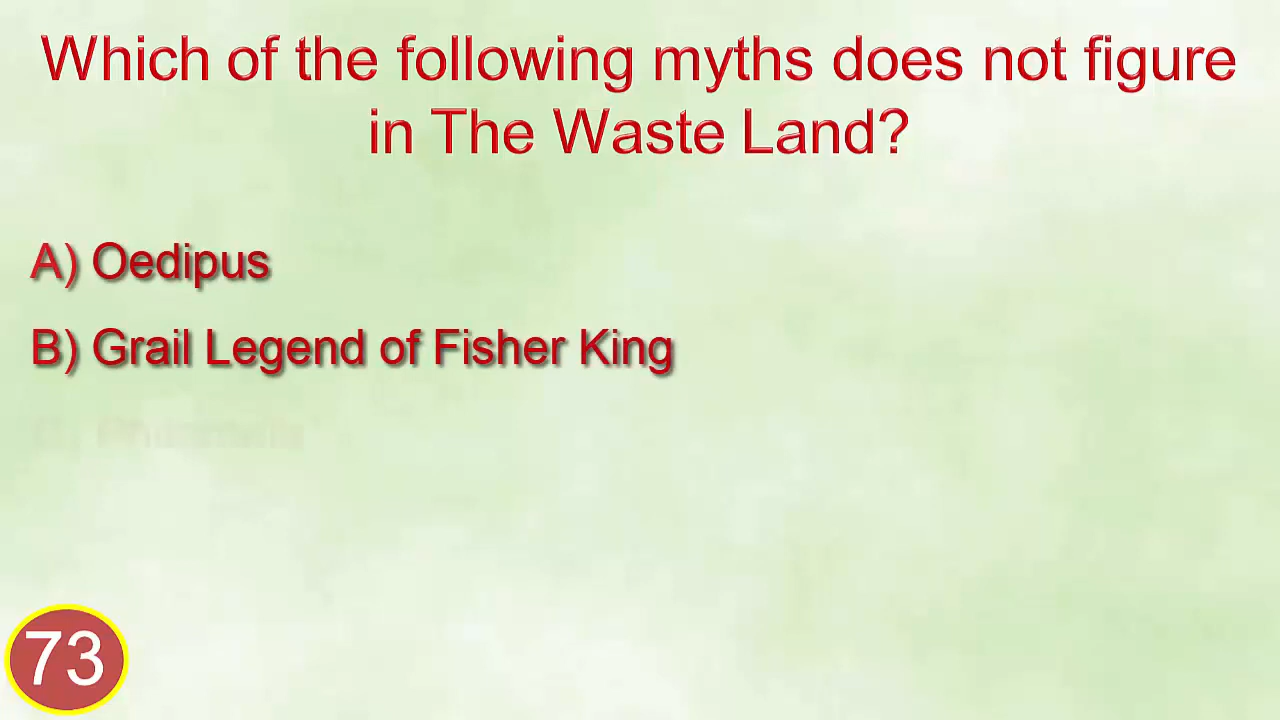 Which of the following myths does not figure
in The Waste Land?
A) Oedipus
B) Grail Legend of Fisher King
73